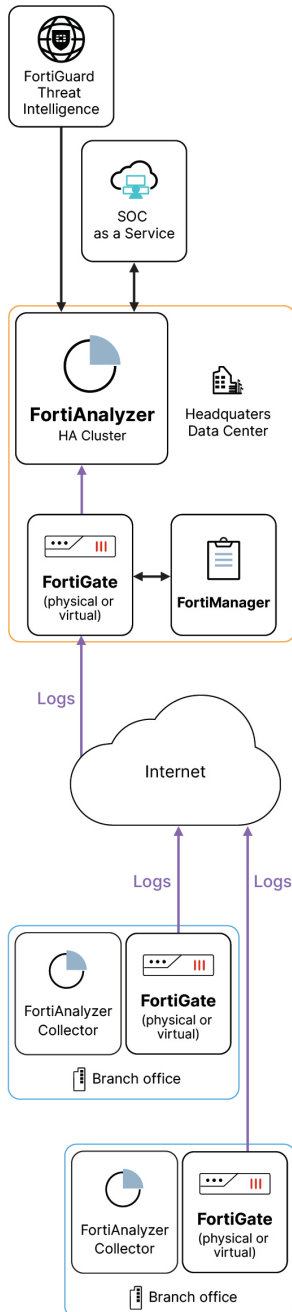 FortiGuard
Threat
Intelligence
SOC
as a Service
FortiAnalyzer
HA Cluster
Headquaters
Data Center
FortiGate
(physical or
virtual)
FortiManager
Logs
Internet
Logs
Logs
FortiAnalyzer
Collector
FortiGate
(physical or
virtual)
Branch office
FortiAnalyzer
Collector
FortiGate
(physical or
virtual)
Branch office